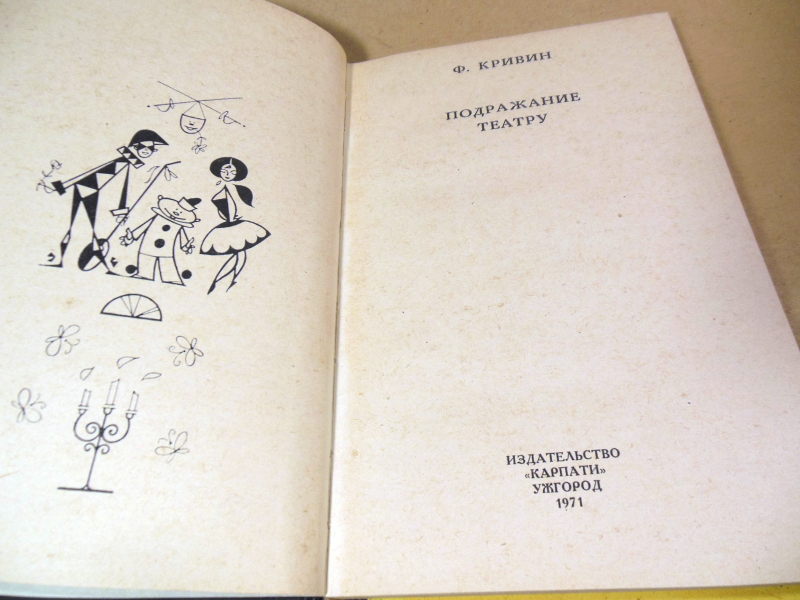 Ф. КРИВИН
ПОДРАЖАНИЕ
ТЕАТРУ
ИЗДАТЕЛЬСТВО
«КАРПАТИ»
УЖГОРОД
1971